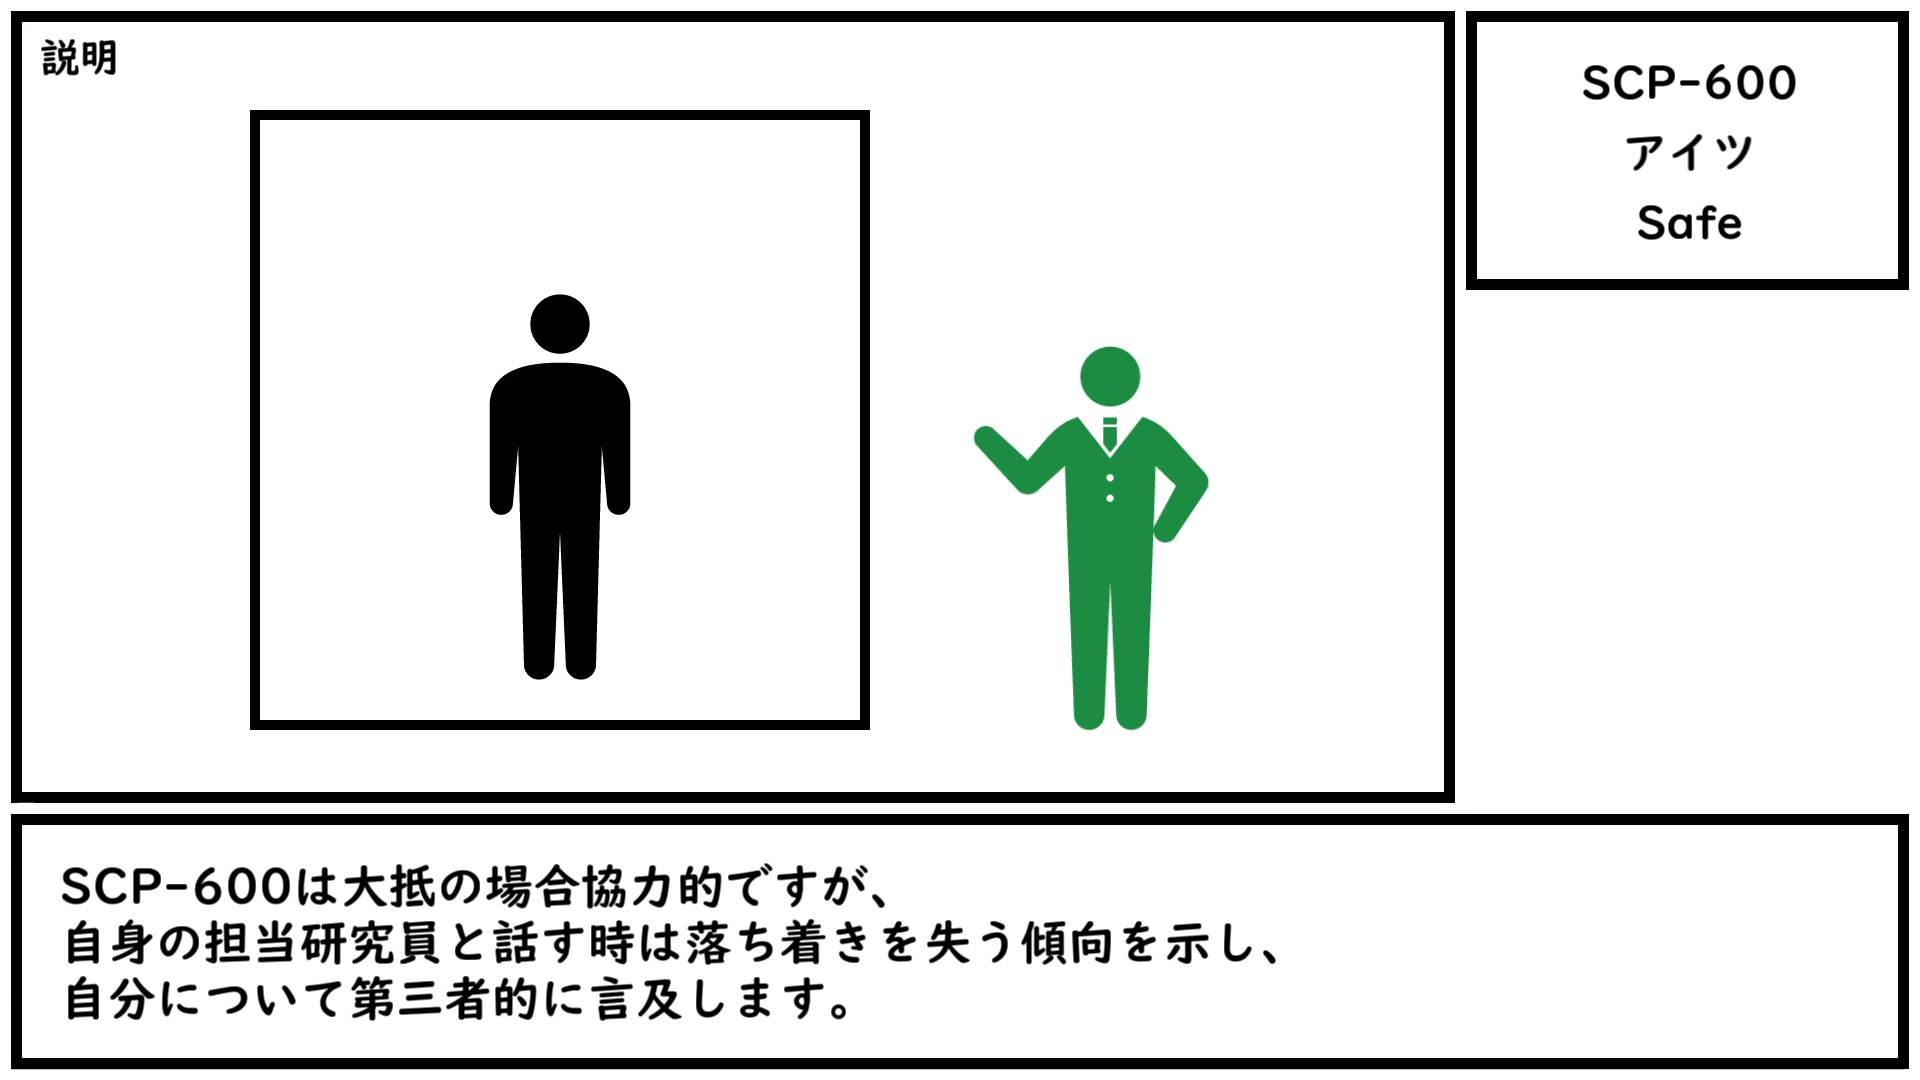 説明
SCP-600
アイツ
Safe
SCP-600は大抵の場合協力的ですが、
自身の担当研究員と話す時は落ち着きを失う傾向を示し、
自分について第三者的に言及します。